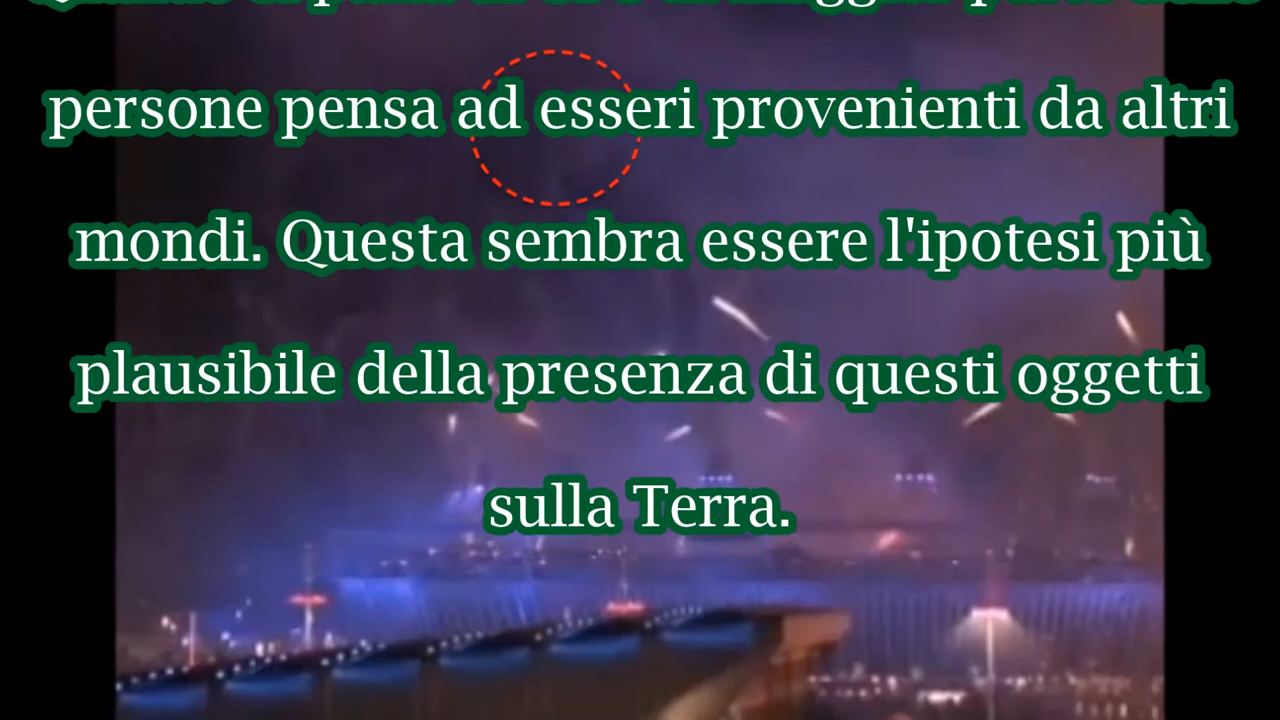 persone pensa ad esseri provenienti da altri
mondi. Questa sembra essere l'ipotesi più
plausibile della presenza di questi oggetti
sulla Terra.